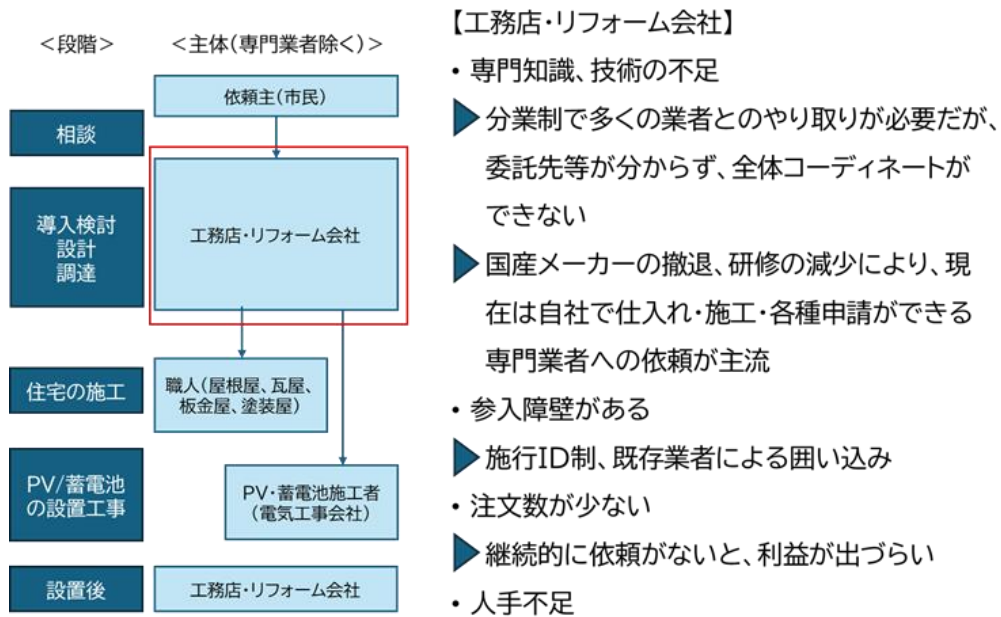 <段階>
<主体(専門業者除く)>
依頼主(市民)
相談
導入検討
設計
調達
工務店・リフォーム会社
住宅の施工
職人(屋根屋、瓦屋、
板金屋、塗装屋)
PV/蓄電池
の設置工事
PV・蓄電池施工者
(電気工事会社)
設置後
工務店・リフォーム会社
【工務店・リフォーム会社】
・専門知識、技術の不足
分業制で多くの業者とのやり取りが必要だが、
委託先等が分からず、全体コーディネートが
できない
国産メーカーの撤退、研修の減少により、現
在は自社で仕入れ・施工・各種申請ができる
専門業者への依頼が主流
・参入障壁がある
施行ID制、既存業者による囲い込み
・注文数が少ない
継続的に依頼がないと、利益が出づらい
・人手不足